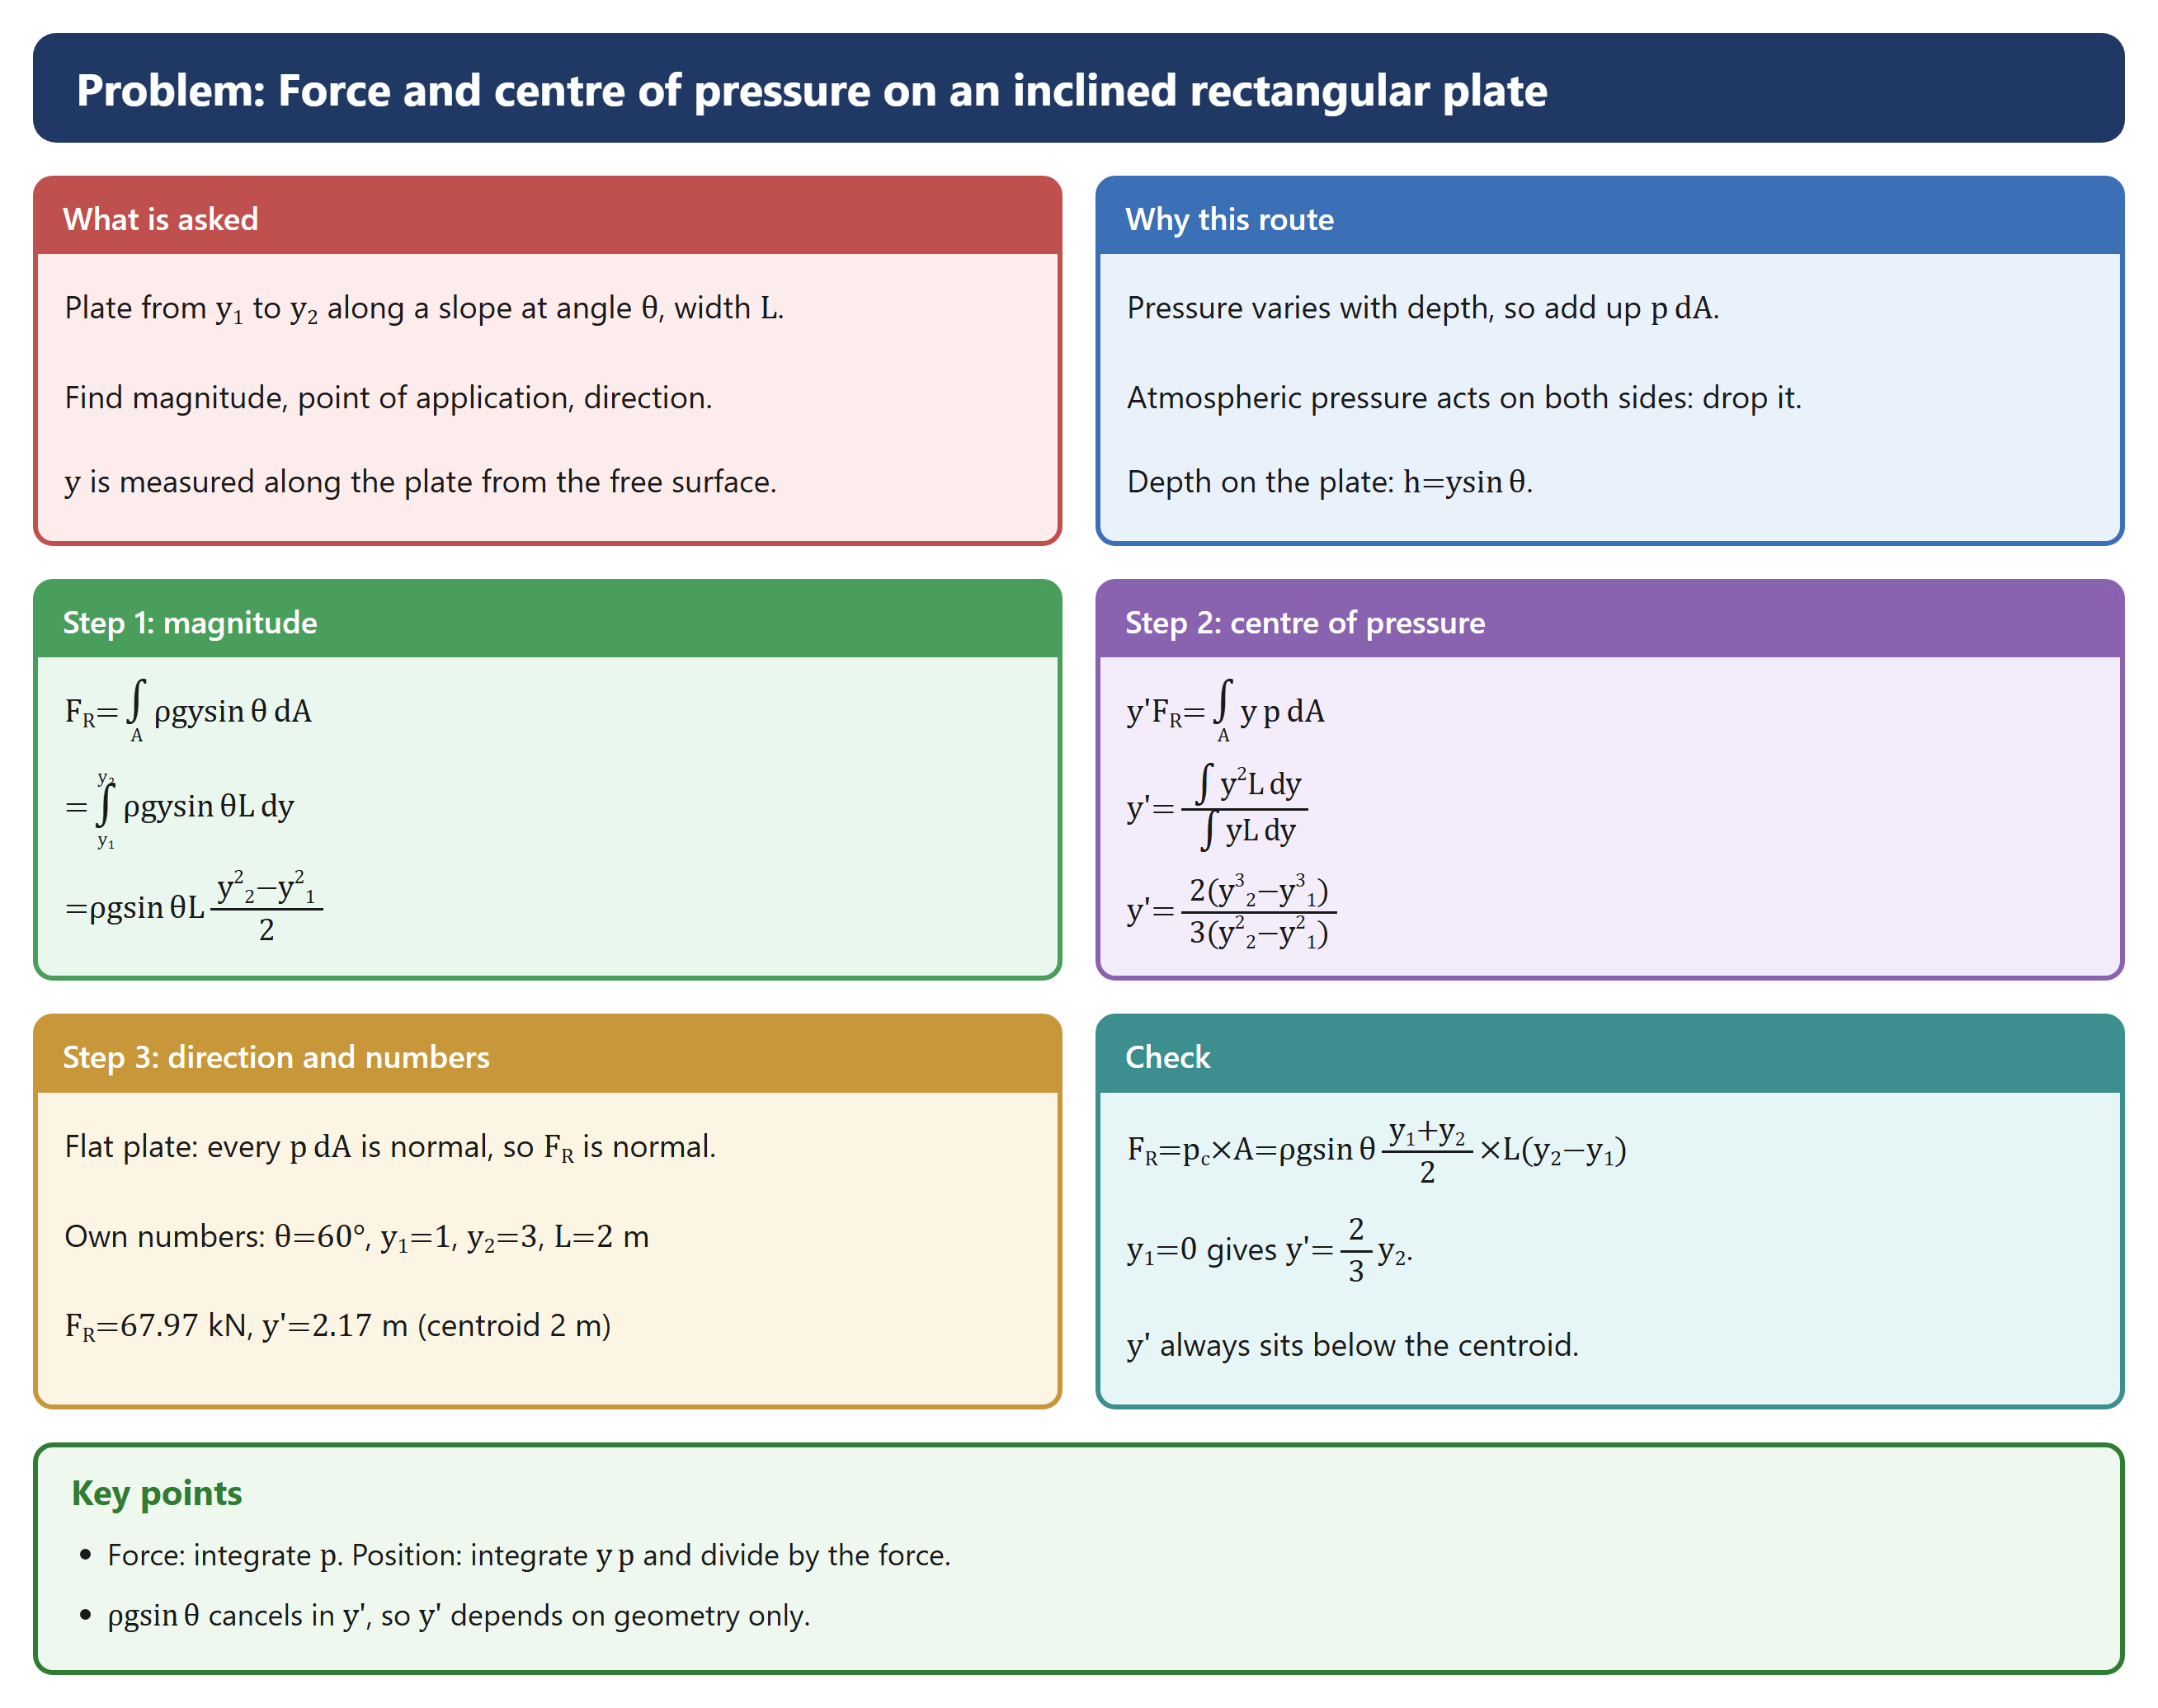 Problem: Force and centre of pressure on an inclined rectangular plate
What is asked
Plate from y₁ to y₂ along a slope at angle θ, width L.
Find magnitude, point of application, direction.
y is measured along the plate from the free surface.
Why this route
Pressure varies with depth, so add up p dA.
Atmospheric pressure acts on both sides: drop it.
Depth on the plate: h=ysin θ.
Step 1: magnitude
F_R=∫_A ρgysin θ dA
=∫_{y₁}^{y₂} ρgysin θL dy
=ρgsin θL (y²₂−y²₁)/2
Step 2: centre of pressure
y'F_R=∫_A y p dA
y'=(∫ y²L dy)/(∫ yL dy)
y'=2(y³₂−y³₁)/3(y²₂−y²₁)
Step 3: direction and numbers
Flat plate: every p dA is normal, so F_R is normal.
Own numbers: θ=60°, y₁=1, y₂=3, L=2 m
F_R=67.97 kN, y'=2.17 m (centroid 2 m)
Check
F_R=p_c×A=ρgsin θ (y₁+y₂)/2 ×L(y₂−y₁)
y₁=0 gives y'=2/3 y₂.
y' always sits below the centroid.
Key points
• Force: integrate p. Position: integrate y p and divide by the force.
• ρgsin θ cancels in y', so y' depends on geometry only.